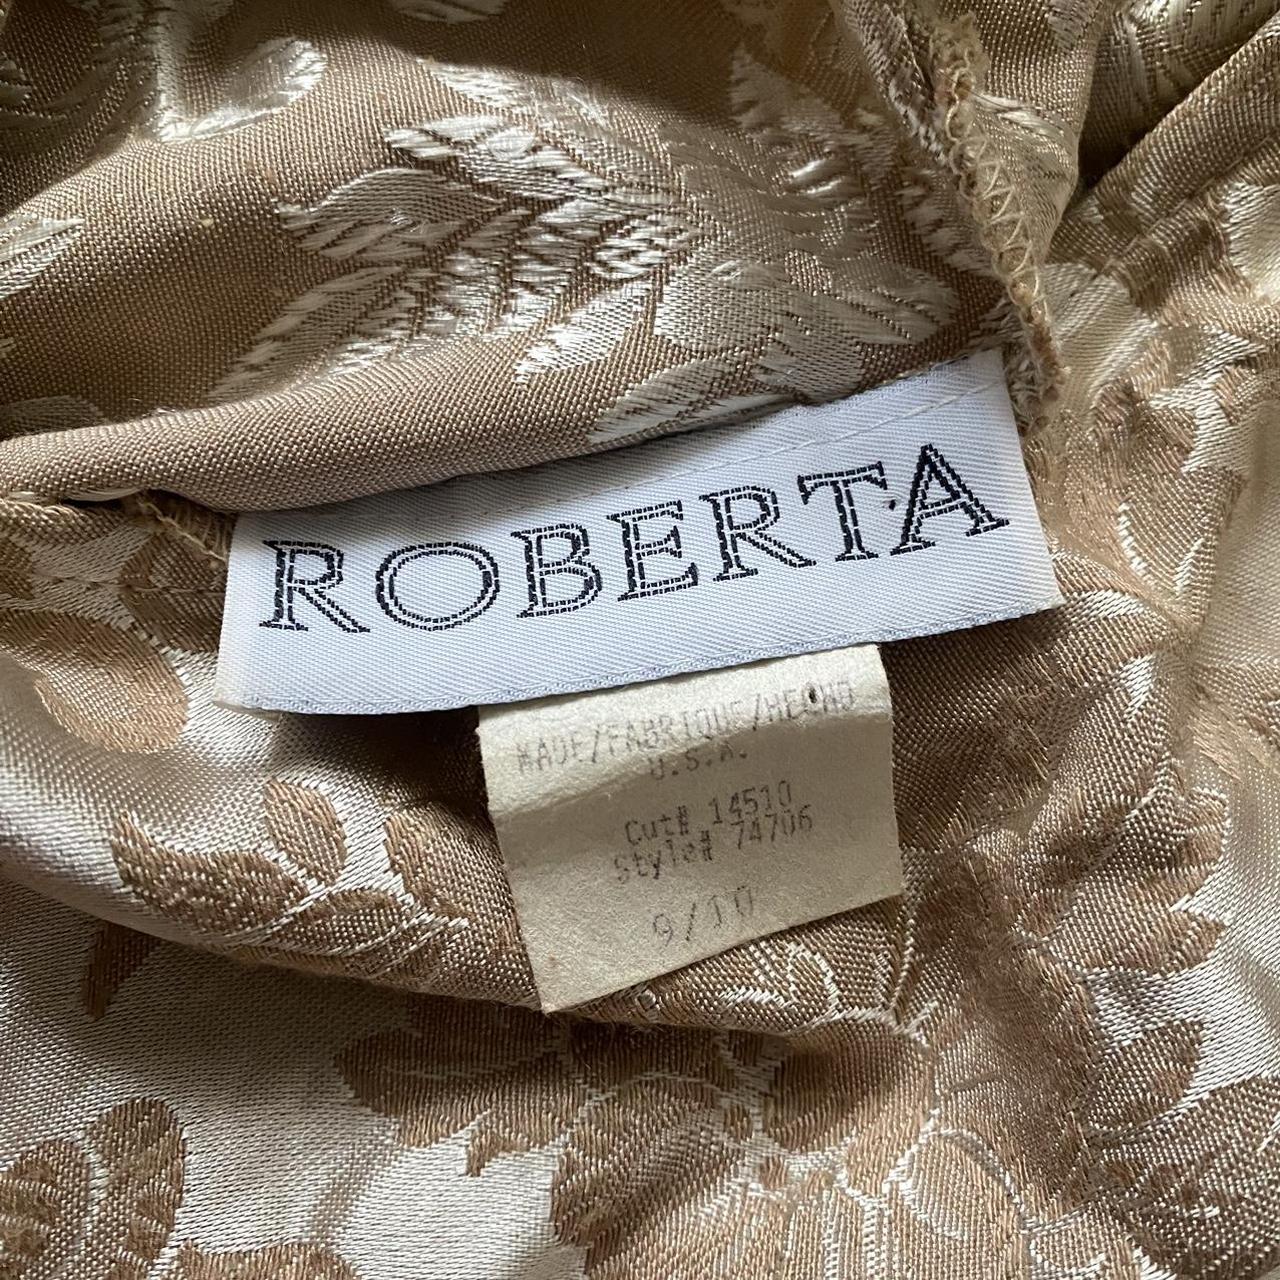 ROBERTA
MADE/FABRIQUE/HECHO
U.S.A.
Cut# 14510
Style# 74706
9/10